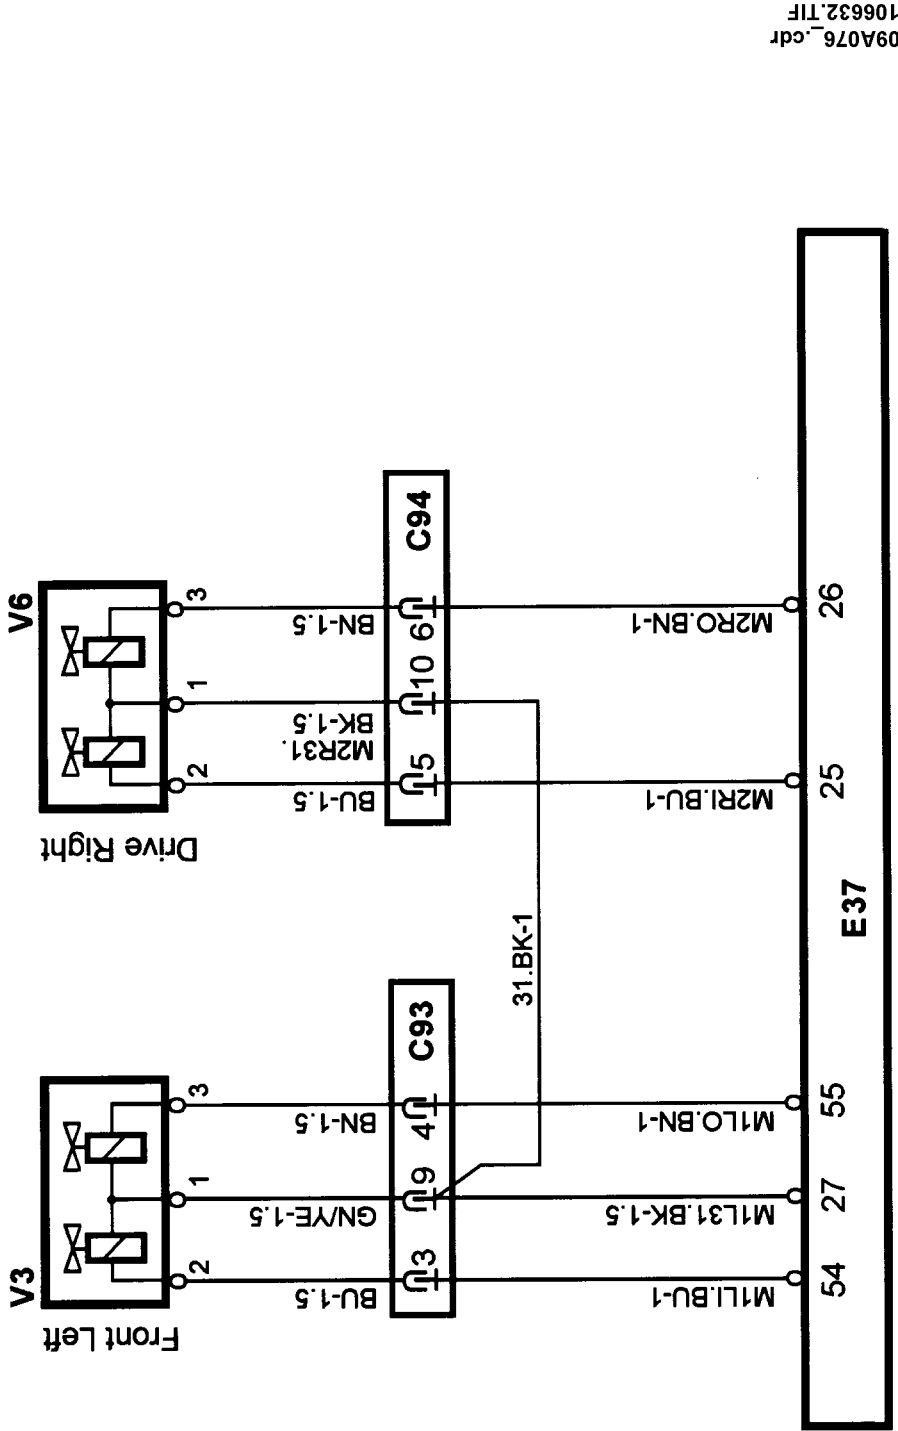 09A076_.cdr
106632.TIF
V6
Drive Right
3
1
2
BN-1.5
M2R31.
BK-1.5
BU-1.5
C94
6
10
5
M2RO.BN-1
M2RI.BU-1
26
25
31.BK-1
E37
V3
Front Left
3
1
2
BN-1.5
GN/YE-1.5
BU-1.5
C93
4
9
3
M1LO.BN-1
M1L31.BK-1.5
M1LI.BU-1
55
27
54